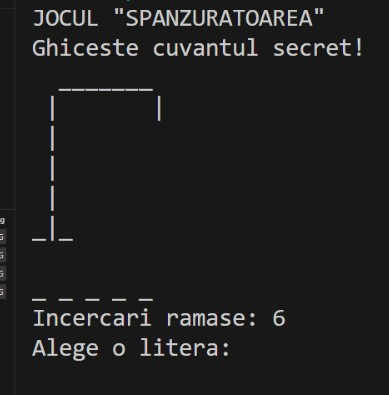 JOCUL "SPANZURATOAREA"
Ghiceste cuvantul secret!
_ _ _ _ _
Incercari ramase: 6
Alege o litera: